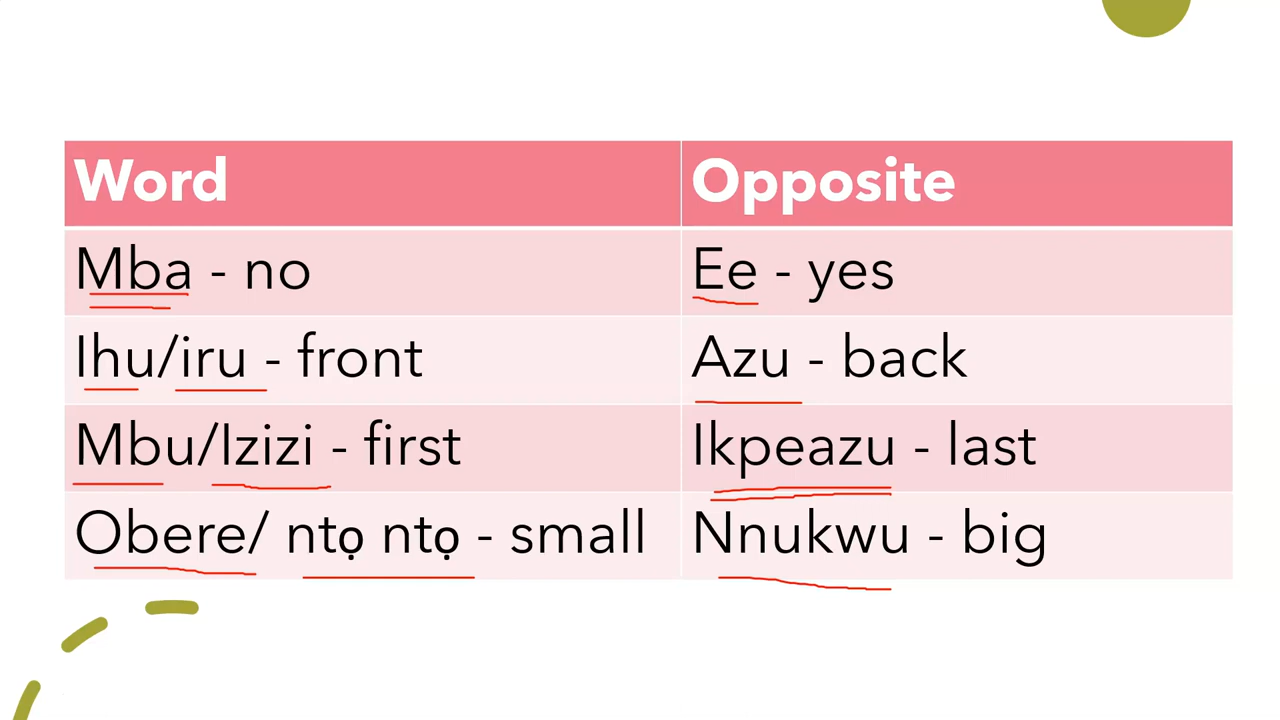 Word Opposite
Mba - no Ee - yes
Ihu/iru - front Azu - back
Mbu/Izizi - first Ikpeazu - last
Obere/ ntọ ntọ - small Nnukwu - big